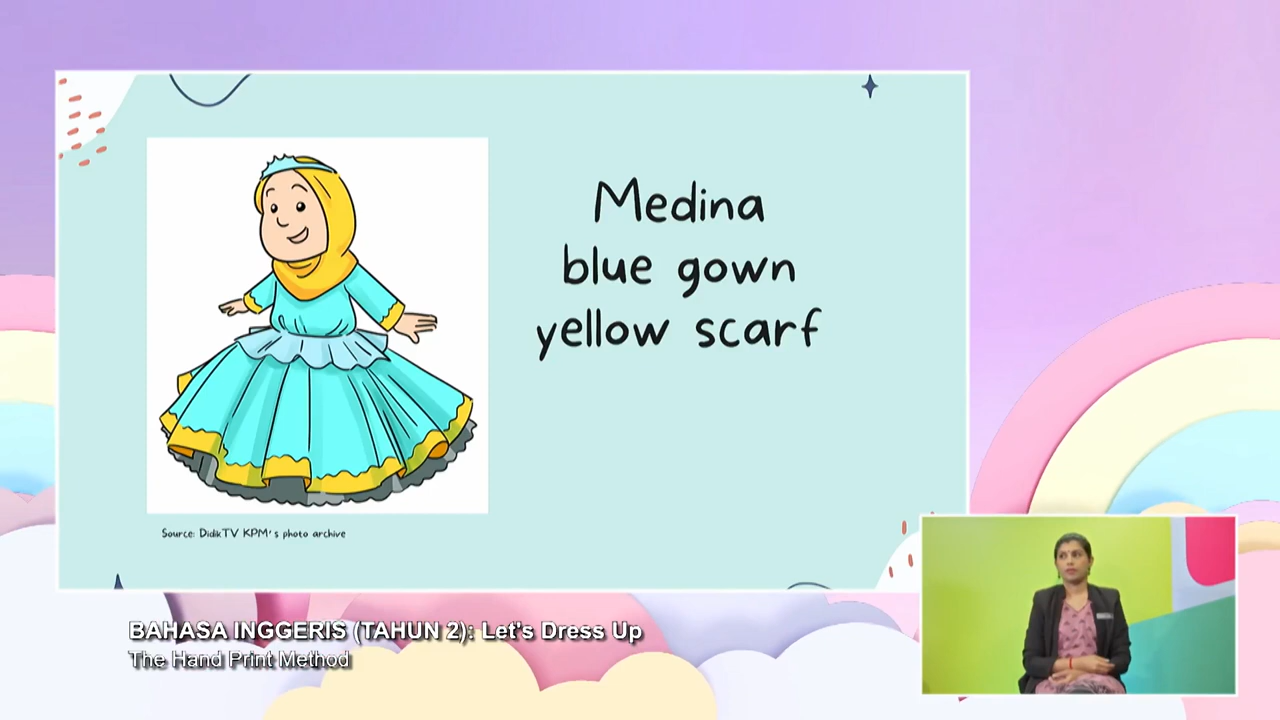 Medina
blue gown
yellow scarf
Source: DidikTV KPM's photo archive
BAHASA INGGERIS (TAHUN 2): Let's Dress Up
The Hand Print Method